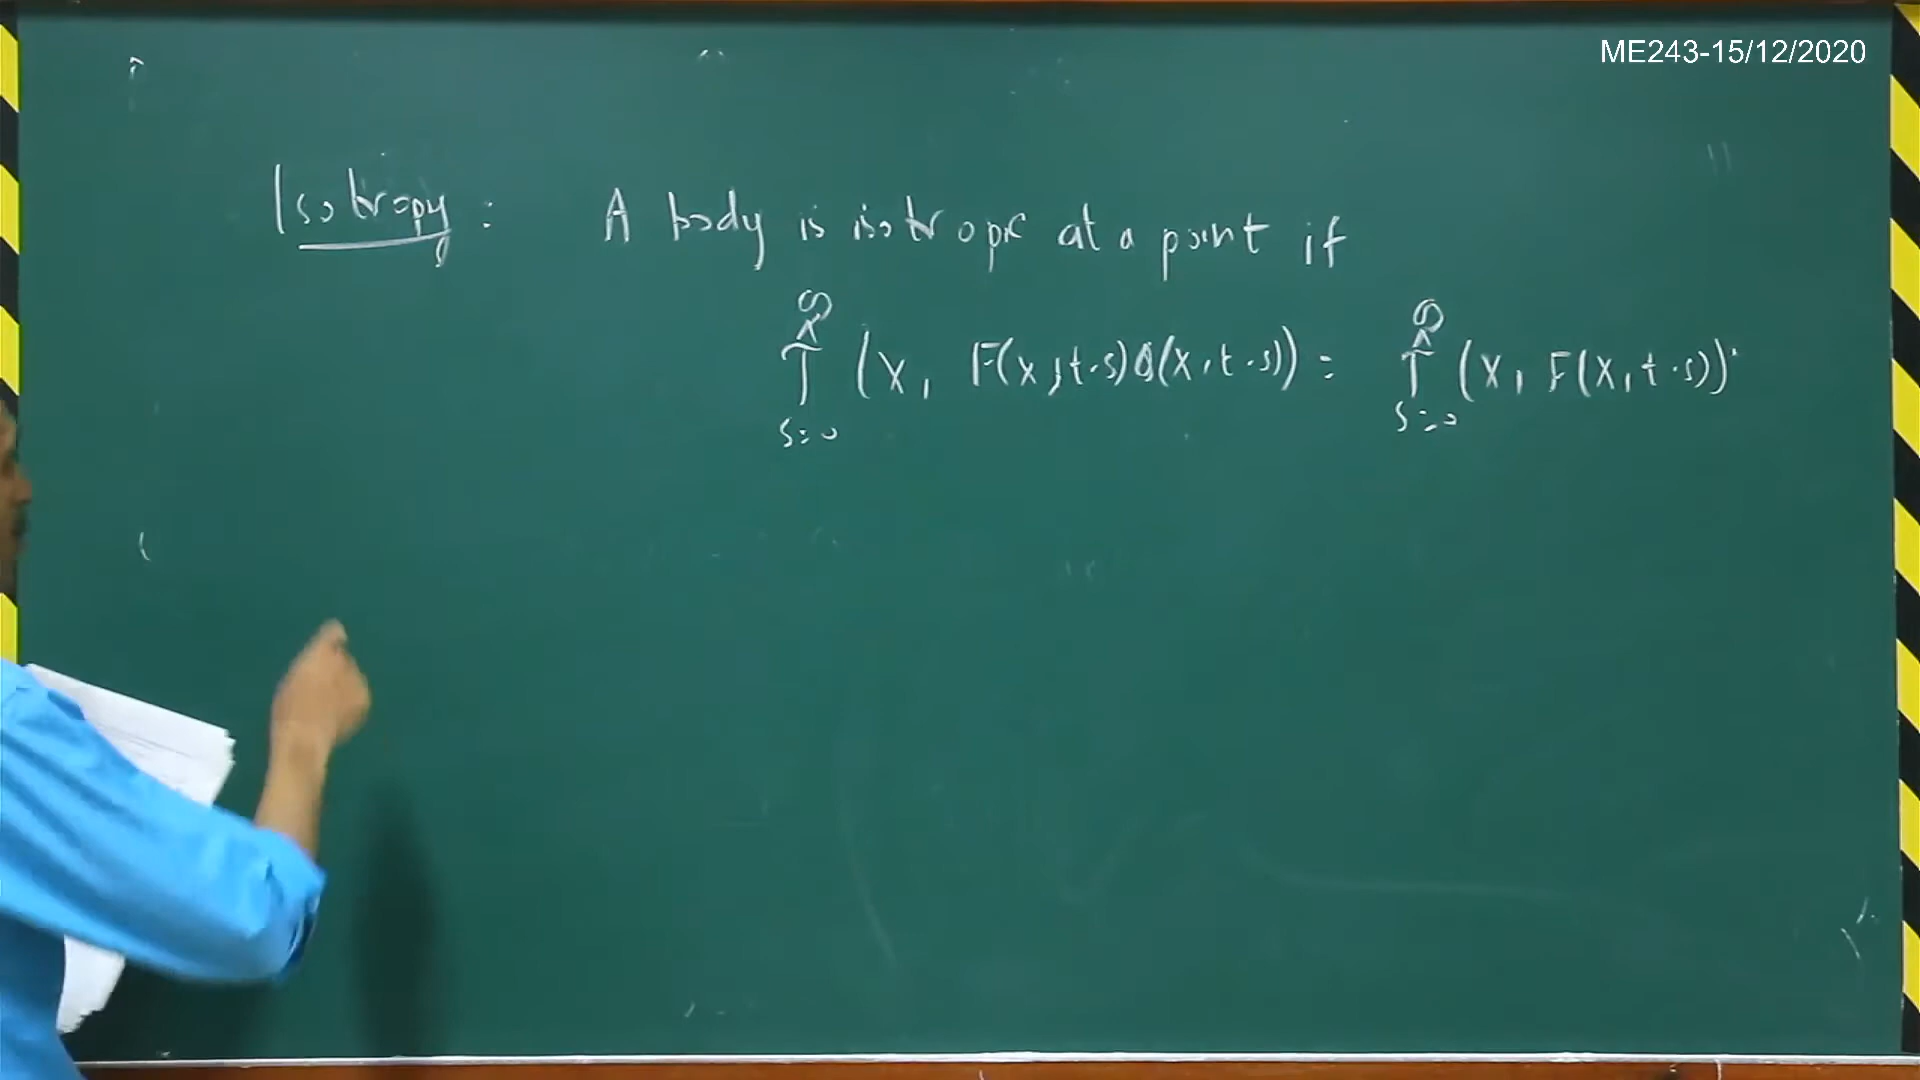 ME243-15/12/2020
Isotropy : A body is isotropic at a point if
∞ ∞
T̂ (X, F(X,t-s)Q(X,t-s)) = T̂ (X, F(X,t-s)).
s=0 s=0